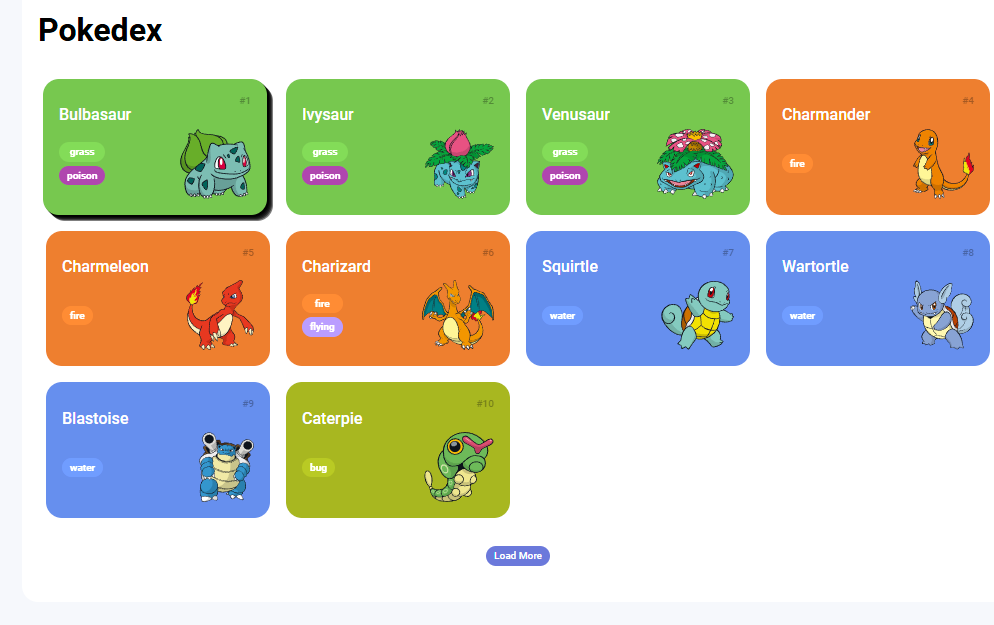 Pokedex
#1
Bulbasaur
grass
poison
#2
Ivysaur
grass
poison
#3
Venusaur
grass
poison
#4
Charmander
fire
#5
Charmeleon
fire
#6
Charizard
fire
flying
#7
Squirtle
water
#8
Wartortle
water
#9
Blastoise
water
#10
Caterpie
bug
Load More